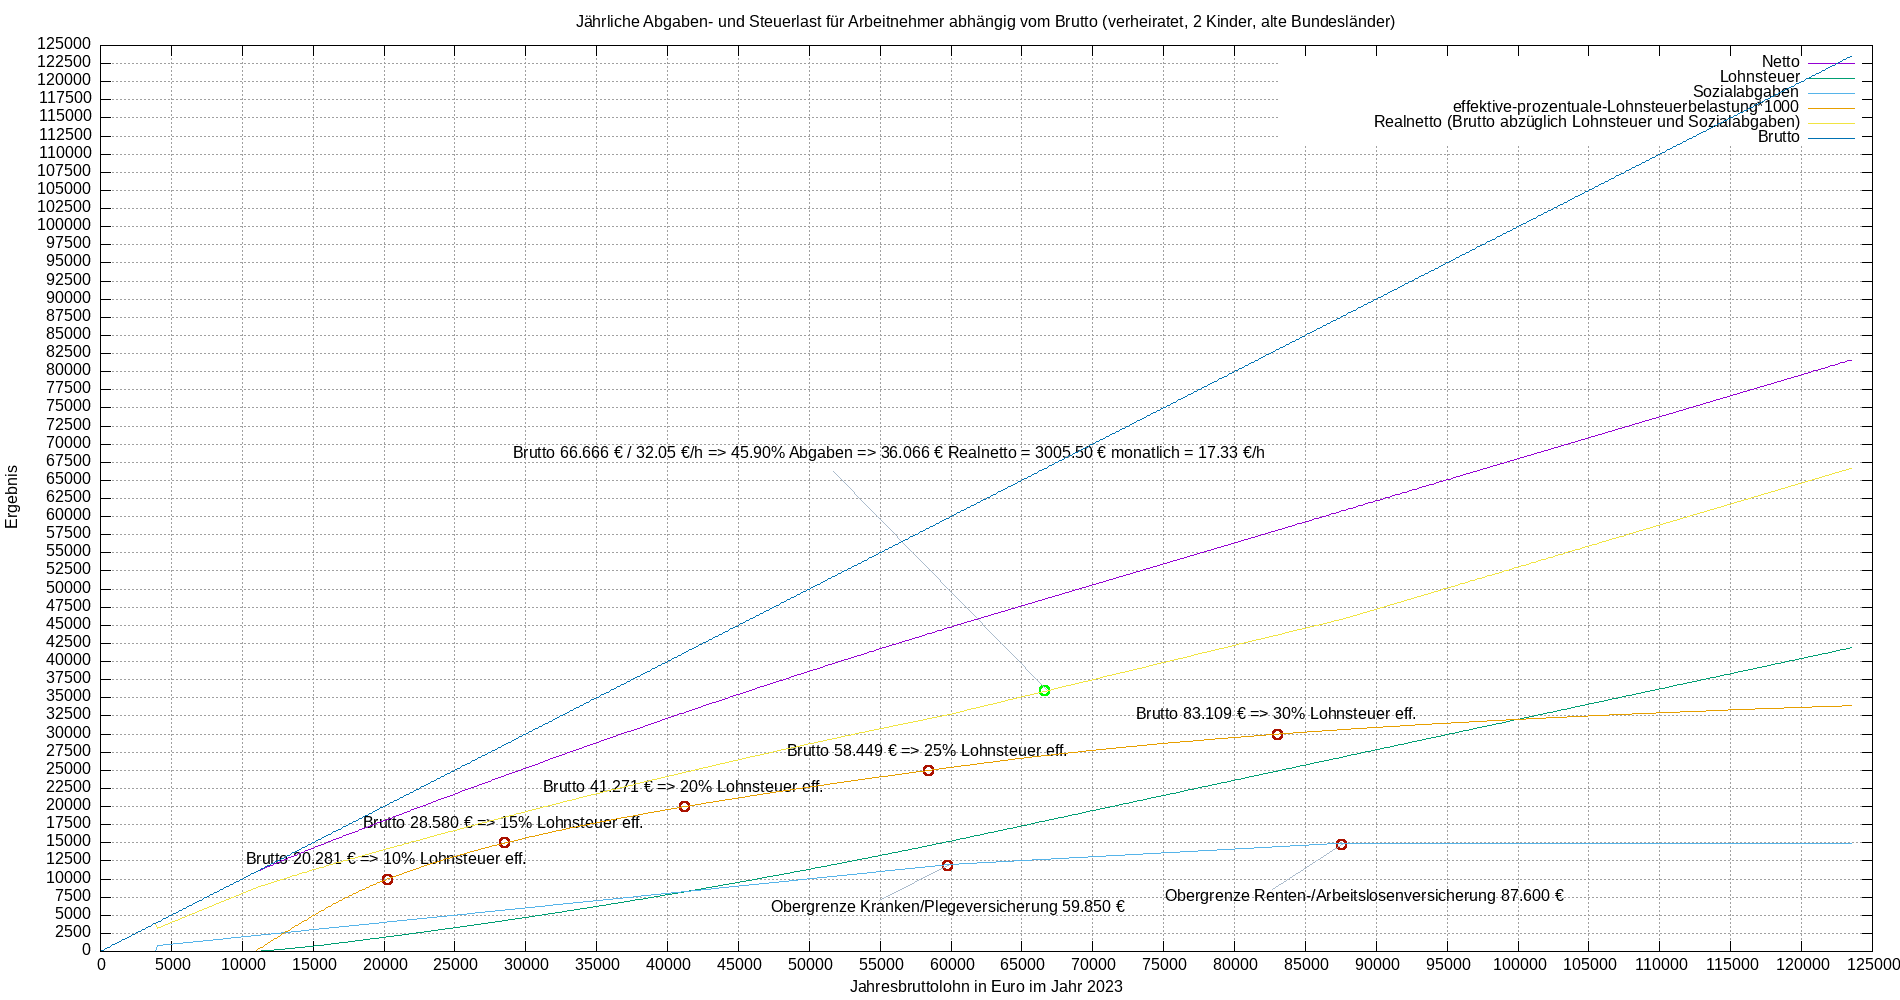 Jährliche Abgaben- und Steuerlast für Arbeitnehmer abhängig vom Brutto (verheiratet, 2 Kinder, alte Bundesländer)
125000
122500
120000
117500
115000
112500
110000
107500
105000
102500
100000
97500
95000
92500
90000
87500
85000
82500
80000
77500
75000
72500
70000
67500
65000
62500
60000
57500
55000
52500
50000
47500
45000
42500
40000
37500
35000
32500
30000
27500
25000
22500
20000
17500
15000
12500
10000
7500
5000
2500
0
Ergebnis
Netto
Lohnsteuer
Sozialabgaben
effektive-prozentuale-Lohnsteuerbelastung*1000
Realnetto (Brutto abzüglich Lohnsteuer und Sozialabgaben)
Brutto
Brutto 66.666 € / 32.05 €/h => 45.90% Abgaben => 36.066 € Realnetto = 3005.50 € monatlich = 17.33 €/h
Brutto 83.109 € => 30% Lohnsteuer eff.
Brutto 58.449 € => 25% Lohnsteuer eff.
Brutto 41.271 € => 20% Lohnsteuer eff.
Brutto 28.580 € => 15% Lohnsteuer eff.
Brutto 20.281 € => 10% Lohnsteuer eff.
Obergrenze Renten-/Arbeitslosenversicherung 87.600 €
Obergrenze Kranken/Plegeversicherung 59.850 €
0 5000 10000 15000 20000 25000 30000 35000 40000 45000 50000 55000 60000 65000 70000 75000 80000 85000 90000 95000 100000 105000 110000 115000 120000 125000
Jahresbruttolohn in Euro im Jahr 2023